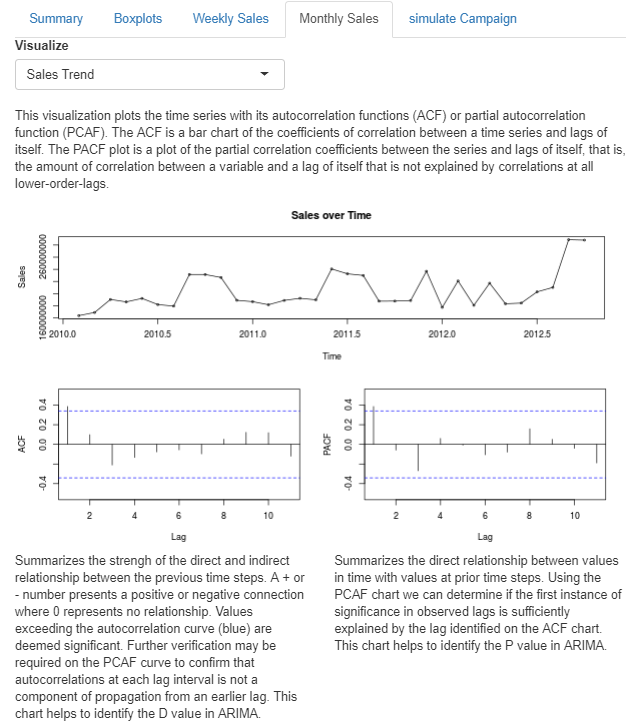 Summary Boxplots Weekly Sales Monthly Sales simulate Campaign
Visualize
Sales Trend
This visualization plots the time series with its autocorrelation functions (ACF) or partial autocorrelation
function (PCAF). The ACF is a bar chart of the coefficients of correlation between a time series and lags of
itself. The PACF plot is a plot of the partial correlation coefficients between the series and lags of itself, that is,
the amount of correlation between a variable and a lag of itself that is not explained by correlations at all
lower-order-lags.
Sales over Time
Sales
260000000
160000000
2010.0 2010.5 2011.0 2011.5 2012.0 2012.5
Time
ACF
0.4
0.2
0.0
-0.4
2 4 6 8 10
Lag
PACF
0.4
0.2
0.0
-0.4
2 4 6 8 10
Lag
Summarizes the strengh of the direct and indirect
relationship between the previous time steps. A + or
- number presents a positive or negative connection
where 0 represents no relationship. Values
exceeding the autocorrelation curve (blue) are
deemed significant. Further verification may be
required on the PCAF curve to confirm that
autocorrelations at each lag interval is not a
component of propagation from an earlier lag. This
chart helps to identify the D value in ARIMA.
Summarizes the direct relationship between values
in time with values at prior time steps. Using the
PCAF chart we can determine if the first instance of
significance in observed lags is sufficiently
explained by the lag identified on the ACF chart.
This chart helps to identify the P value in ARIMA.